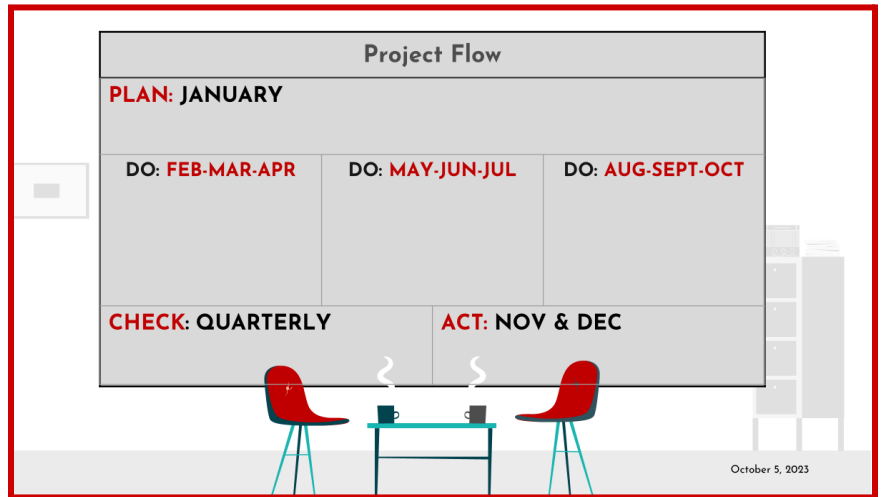 Project Flow
PLAN: JANUARY
DO: FEB-MAR-APR
DO: MAY-JUN-JUL
DO: AUG-SEPT-OCT
CHECK: QUARTERLY
ACT: NOV & DEC
October 5, 2023